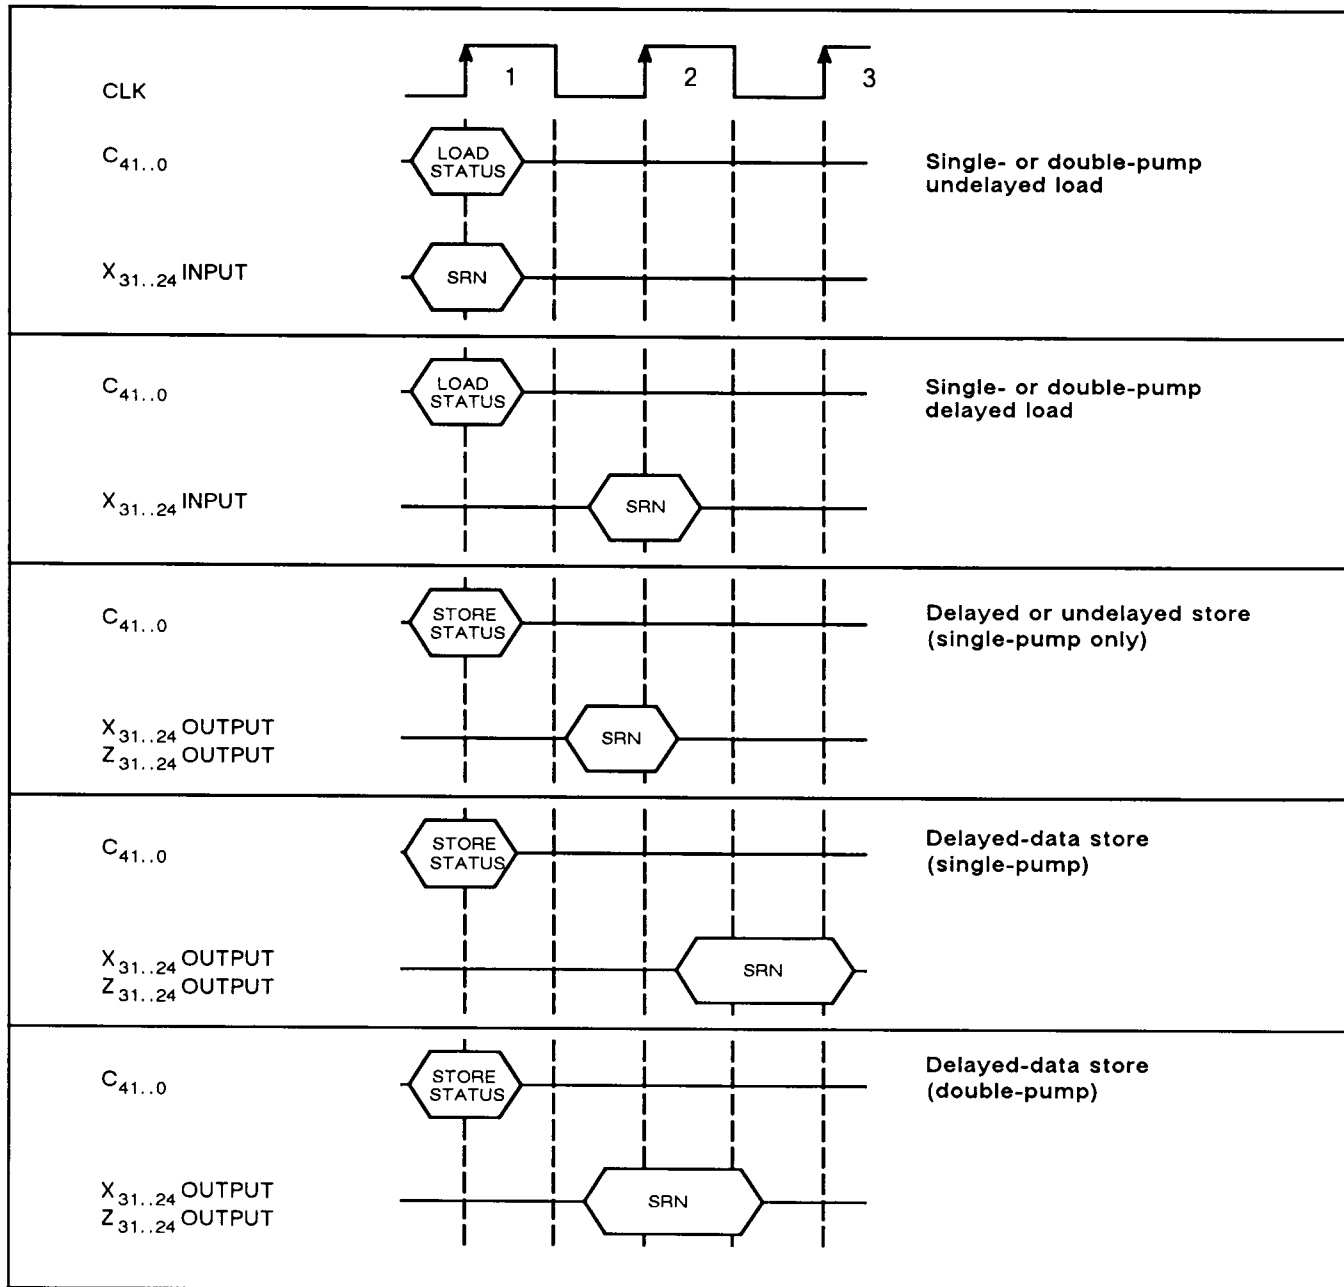 1 2 3
CLK
C41..0 LOAD STATUS Single- or double-pump
undelayed load
X31..24 INPUT SRN
C41..0 LOAD STATUS Single- or double-pump
delayed load
X31..24 INPUT SRN
C41..0 STORE STATUS Delayed or undelayed store
(single-pump only)
X31..24 OUTPUT SRN
Z31..24 OUTPUT
C41..0 STORE STATUS Delayed-data store
(single-pump)
X31..24 OUTPUT SRN
Z31..24 OUTPUT
C41..0 STORE STATUS Delayed-data store
(double-pump)
X31..24 OUTPUT SRN
Z31..24 OUTPUT